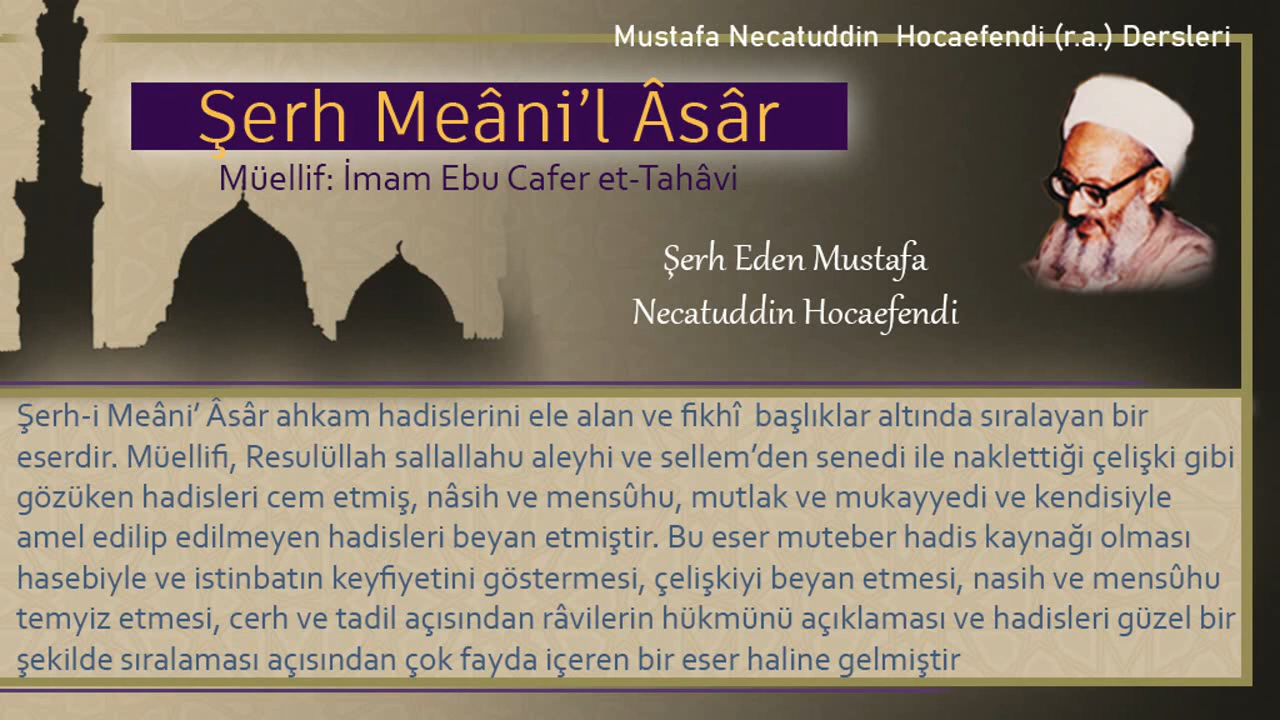 Mustafa Necatuddin Hocaefendi (r.a.) Dersleri
Şerh Meâni’l Âsâr
Müellif: İmam Ebu Cafer et-Tahâvi
Şerh Eden Mustafa
Necatuddin Hocaefendi
Şerh-i Meâni’ Âsâr ahkam hadislerini ele alan ve fikhî başlıklar altında sıralayan bir
eserdir. Müellifi, Resulüllah sallallahu aleyhi ve sellem’den senedi ile naklettiği çelişki gibi
gözüken hadisleri cem etmiş, nâsih ve mensûhu, mutlak ve mukayyedi ve kendisiyle
amel edilip edilmeyen hadisleri beyan etmiştir. Bu eser muteber hadis kaynağı olması
hasebiyle ve istinbatın keyfiyetini göstermesi, çelişkiyi beyan etmesi, nasih ve mensûhu
temyiz etmesi, cerh ve tadil açısından râvilerin hükmünü açıklaması ve hadisleri güzel bir
şekilde sıralaması açısından çok fayda içeren bir eser haline gelmiştir